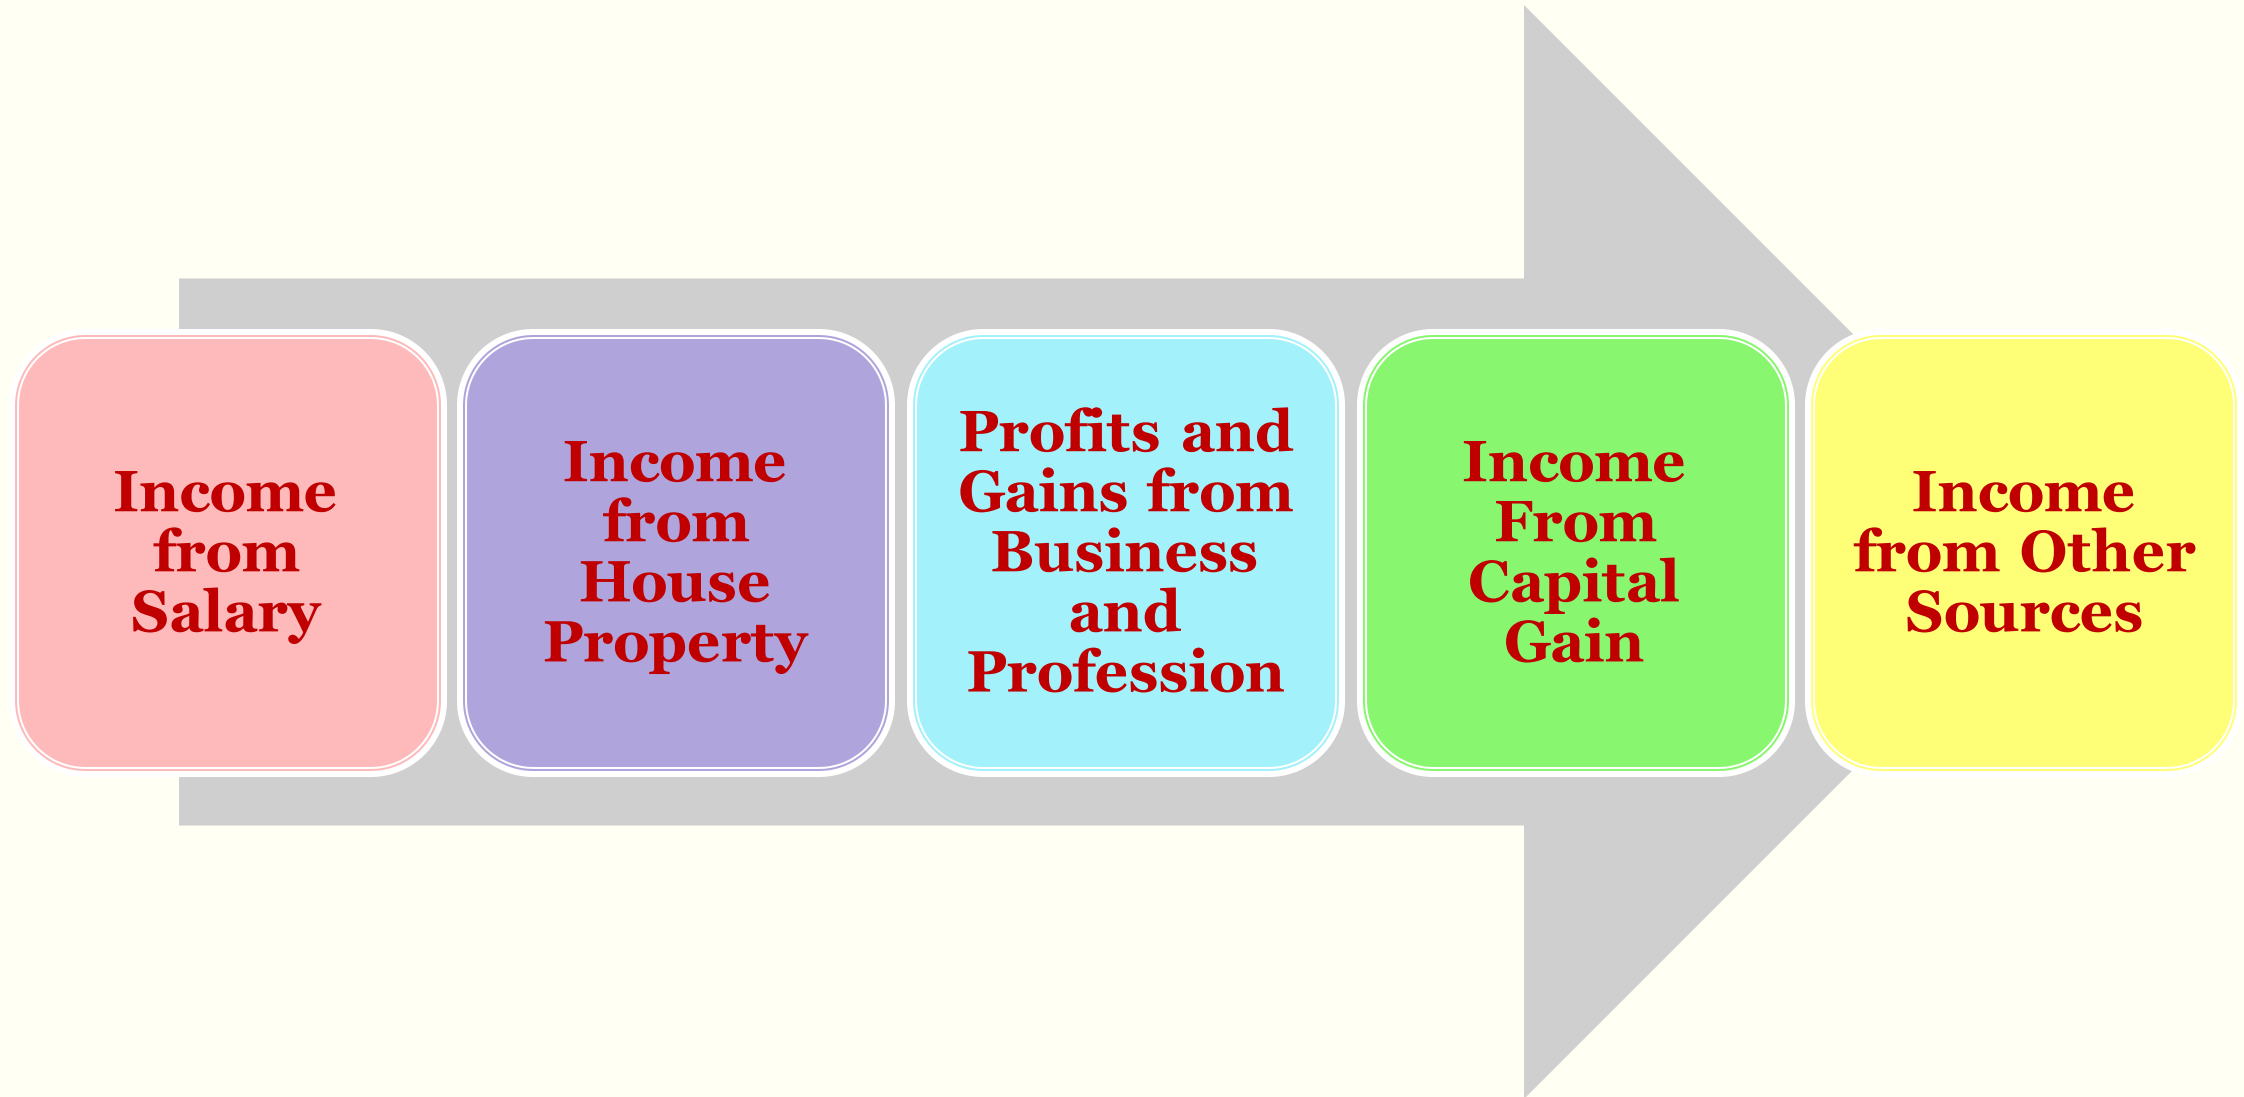 Income
from
Salary
Income
from
House
Property
Profits and
Gains from
Business
and
Profession
Income
From
Capital
Gain
Income
from Other
Sources